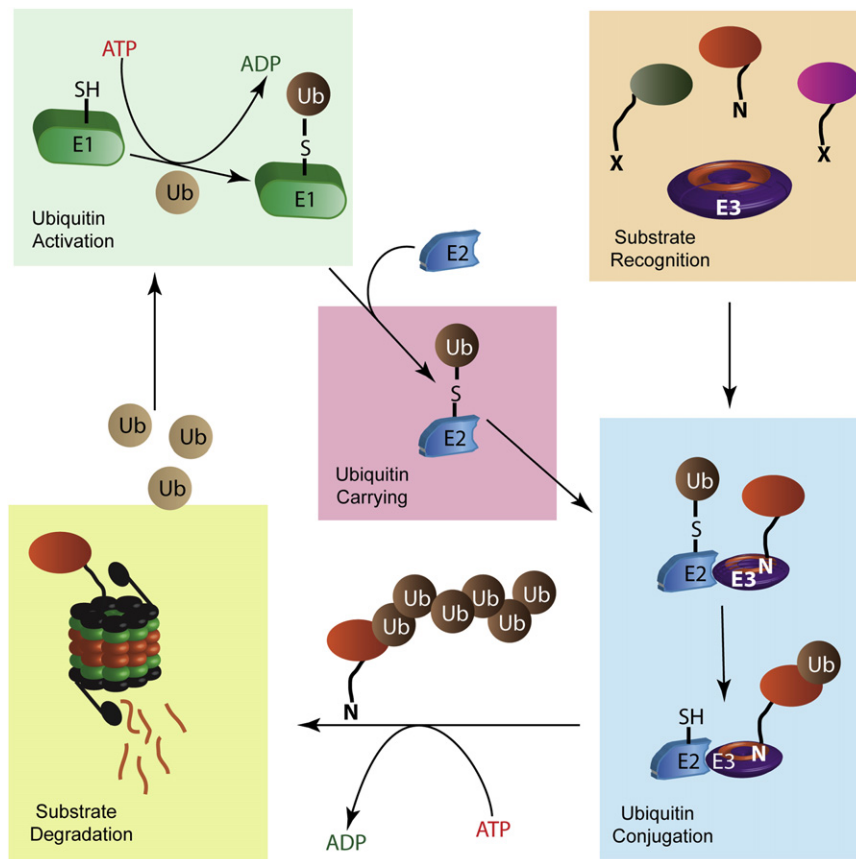 ATP
ADP
SH
Ub
S
E1
E1
Ub
Ubiquitin
Activation
N
X
X
E3
Substrate
Recognition
E2
Ub
S
E2
Ubiquitin
Carrying
Ub
Ub
Ub
Ub
S
E2
E3
N
Ub
SH
E2
E3
N
Ubiquitin
Conjugation
Ub
Ub
Ub
Ub
Ub
Ub
Ub
N
ADP
ATP
Substrate
Degradation